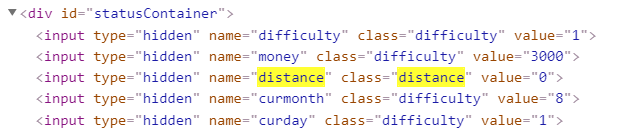 ▼<div id="statusContainer">
<input type="hidden" name="difficulty" class="difficulty" value="1">
<input type="hidden" name="money" class="difficulty" value="3000">
<input type="hidden" name="distance" class="distance" value="0">
<input type="hidden" name="curmonth" class="difficulty" value="8">
<input type="hidden" name="curday" class="difficulty" value="1">